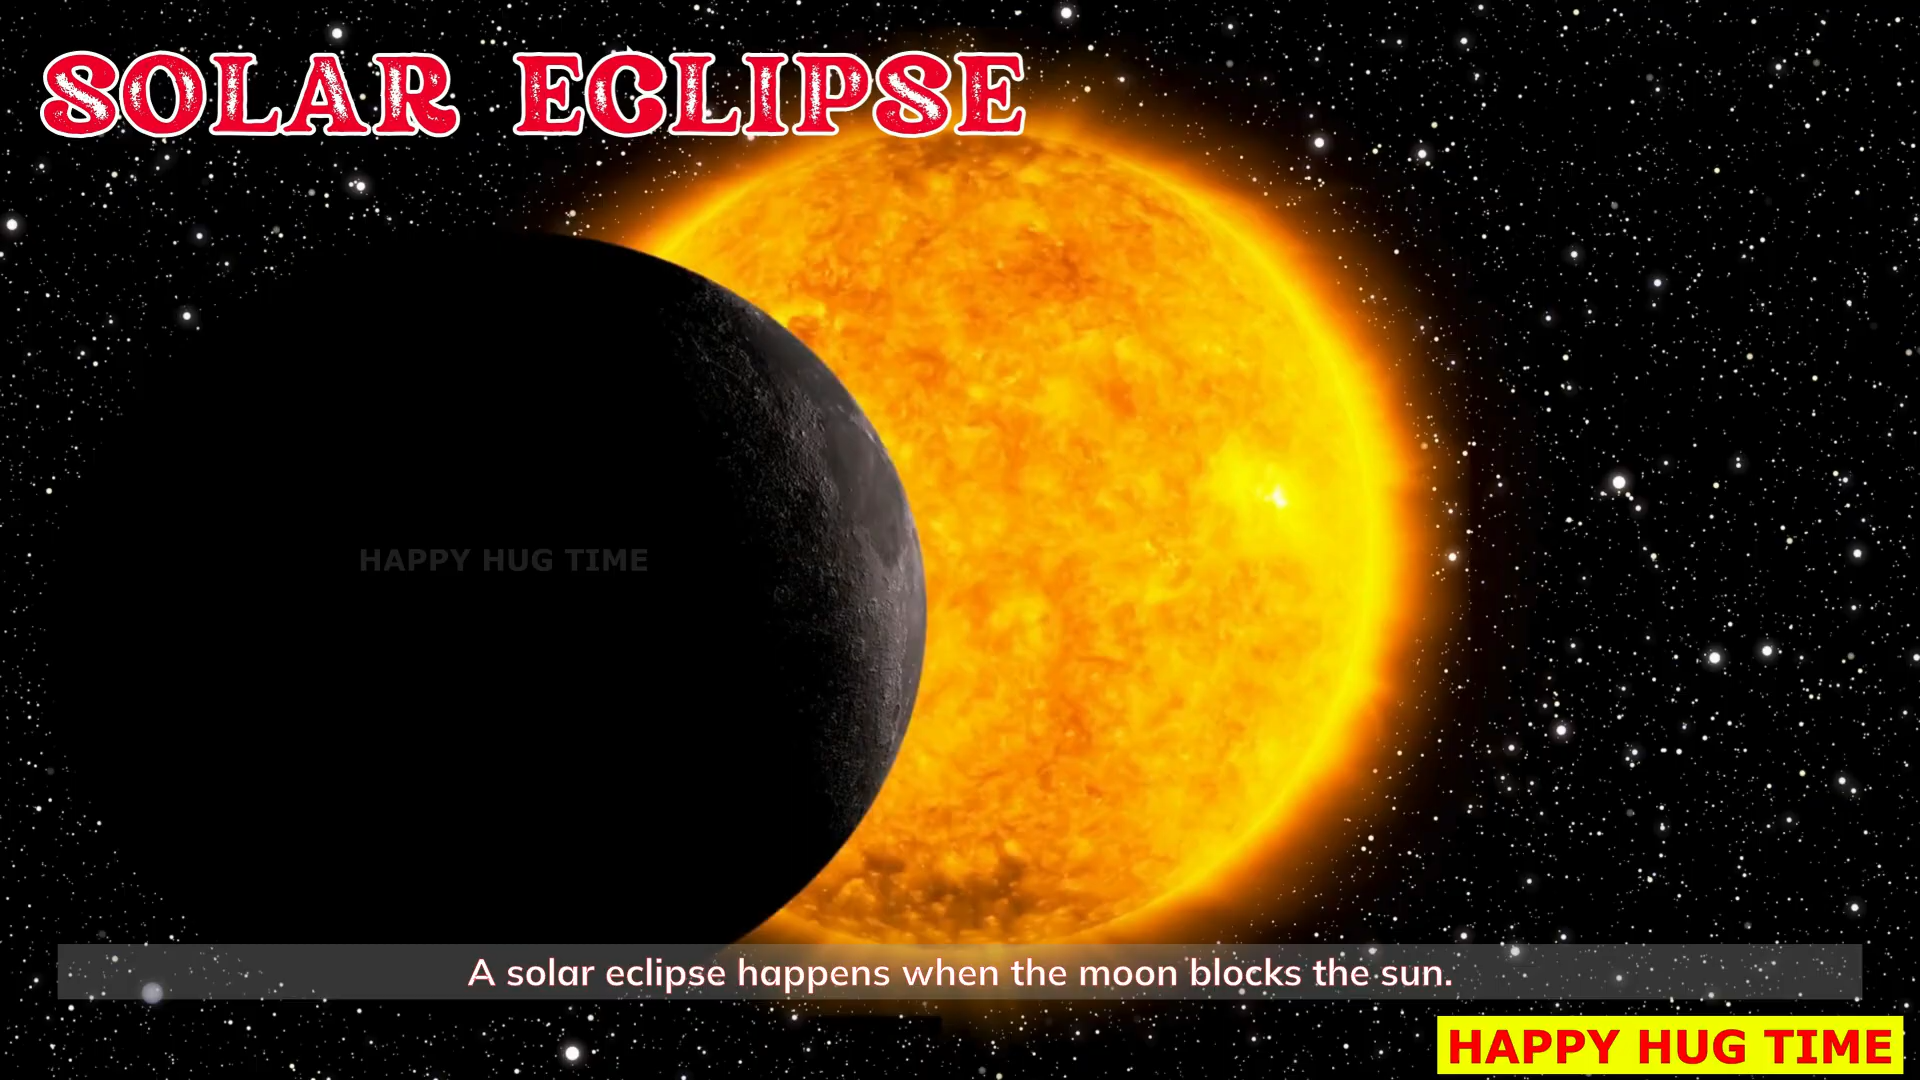 SOLAR ECLIPSE
HAPPY HUG TIME
A solar eclipse happens when the moon blocks the sun.
HAPPY HUG TIME